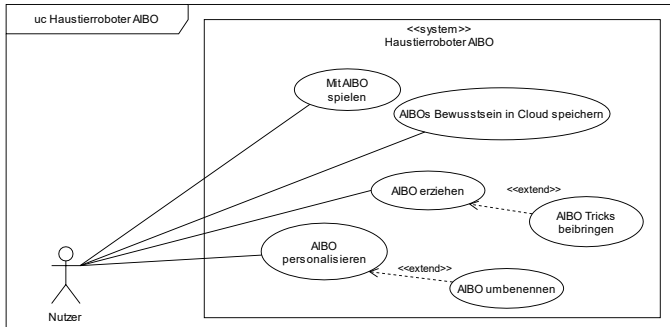 uc Haustierroboter AIBO
<<system>>
Haustierroboter AIBO
Mit AIBO
spielen
AIBOs Bewusstsein in Cloud speichern
AIBO erziehen
<<extend>>
AIBO Tricks
beibringen
AIBO
personalisieren
<<extend>>
AIBO umbenennen
Nutzer